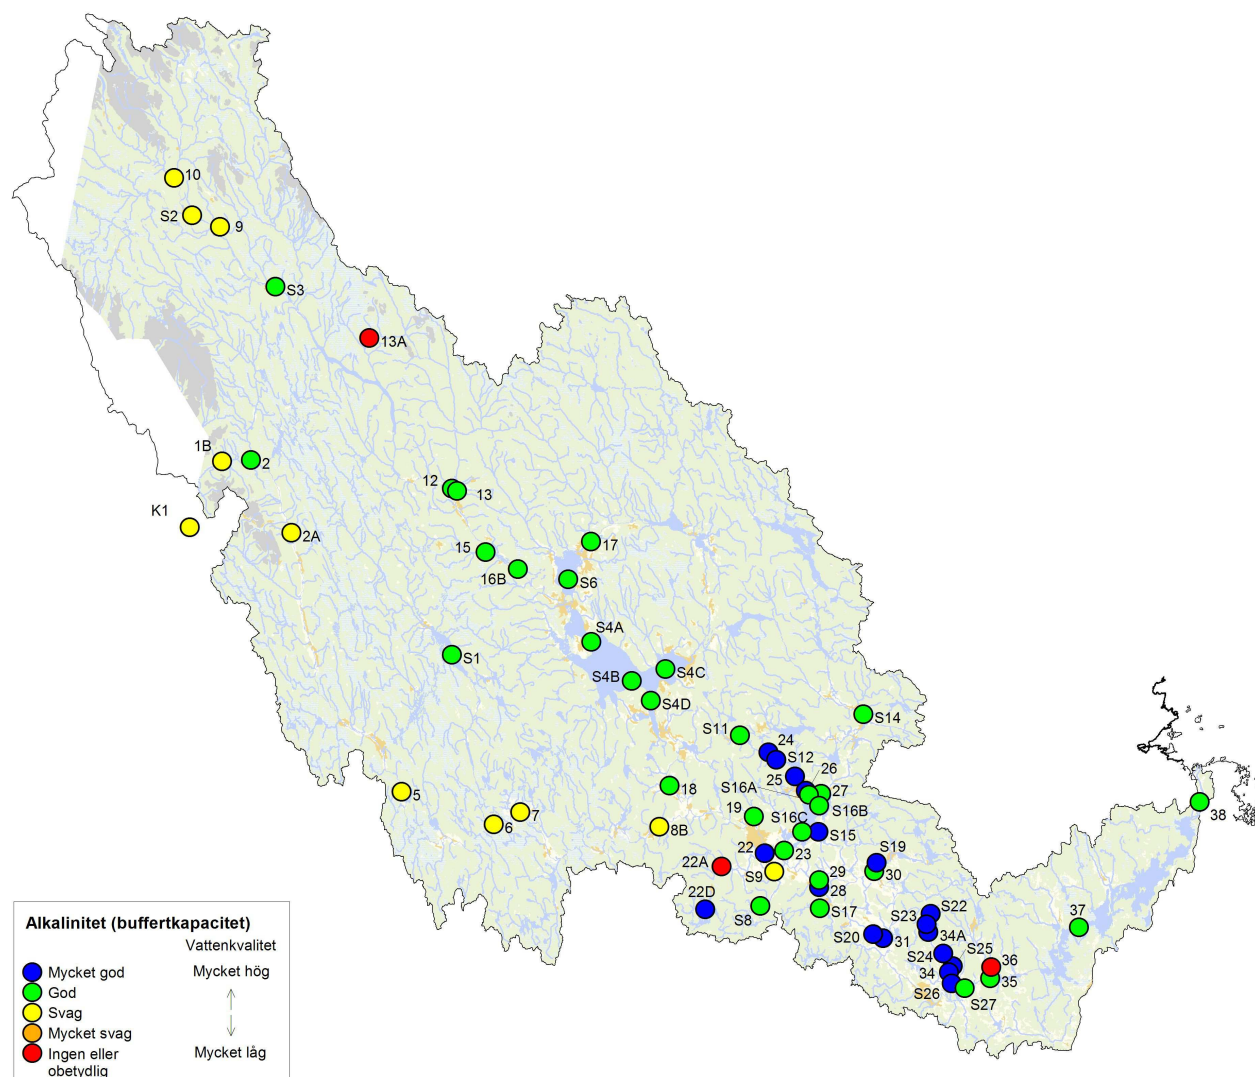 10
S2
9
S3
13A
1B
2
K1
2A
12
13
15
16B
17
S6
S4A
S1
S4B
S4C
S4D
S14
S11
24
S12
25
26
S16A
27
5
18
38
6
7
8B
19
S16C
S16B
S15
22
23
S19
22A
S9
29
30
28
22D
S8
S17
S22
S23
37
S20
31
34A
S24
S25
36
34
35
S26
S27
Alkalinitet (buffertkapacitet)
Vattenkvalitet
Mycket god
Mycket hög
God
Svag
Mycket svag
Ingen eller
Mycket låg
obetydlig